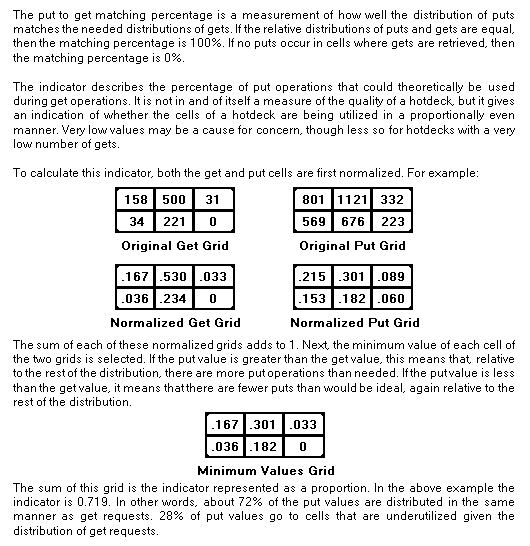 The put to get matching percentage is a measurement of how well the distribution of puts
matches the needed distributions of gets. If the relative distributions of puts and gets are equal,
then the matching percentage is 100%. If no puts occur in cells where gets are retrieved, then
the matching percentage is 0%.
The indicator describes the percentage of put operations that could theoretically be used
during get operations. It is not in and of itself a measure of the quality of a hotdeck, but it gives
an indication of whether the cells of a hotdeck are being utilized in a proportionally even
manner. Very low values may be a cause for concern, though less so for hotdecks with a very
low number of gets.
To calculate this indicator, both the get and put cells are first normalized. For example:
158 500 31 801 1121 332
34 221 0 569 676 223
Original Get Grid Original Put Grid
.167 .530 .033 .215 .301 .089
.036 .234 0 .153 .182 .060
Normalized Get Grid Normalized Put Grid
The sum of each of these normalized grids adds to 1. Next, the minimum value of each cell of
the two grids is selected. If the put value is greater than the get value, this means that, relative
to the rest of the distribution, there are more put operations than needed. If the put value is less
than the get value, it means that there are fewer puts than would be ideal, again relative to the
rest of the distribution.
.167 .301 .033
.036 .182 0
Minimum Values Grid
The sum of this grid is the indicator represented as a proportion. In the above example the
indicator is 0.719. In other words, about 72% of the put values are distributed in the same
manner as get requests. 28% of put values go to cells that are underutilized given the
distribution of get requests.